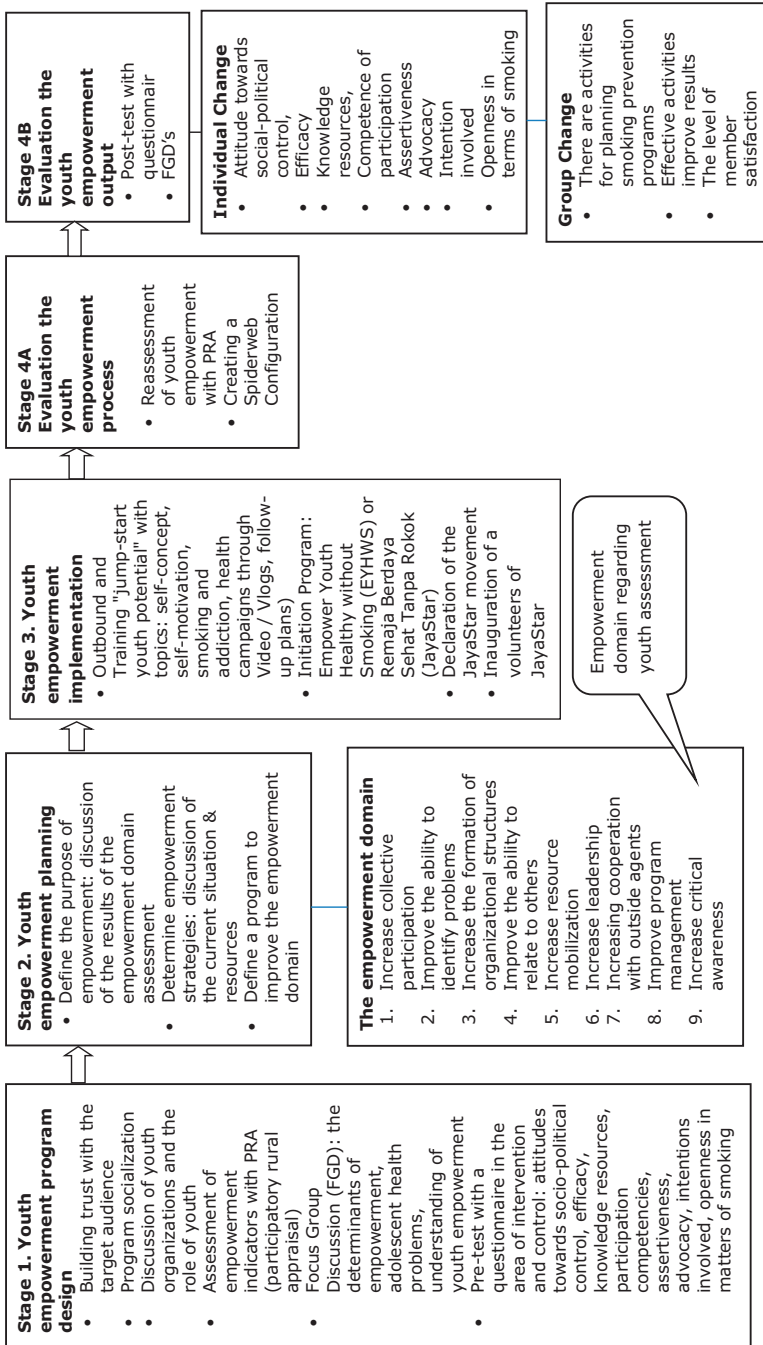 Stage 1. Youth
empowerment program
design
• Building trust with the
target audience
• Program socialization
• Discussion of youth
organizations and the
role of youth
• Assessment of
empowerment
indicators with PRA
(participatory rural
appraisal)
• Focus Group
Discussion (FGD): the
determinants of
empowerment,
adolescent health
problems,
understanding of
youth empowerment
• Pre-test with a
questionnaire in the
area of intervention
and control: attitudes
towards socio-political
control, efficacy,
knowledge resources,
participation
competencies,
assertiveness,
advocacy, intentions
involved, openness in
matters of smoking
Stage 2. Youth
empowerment planning
• Define the purpose of
empowerment: discussion
of the results of the
empowerment domain
assessment
• Determine empowerment
strategies: discussion of
the current situation &
resources
• Define a program to
improve the empowerment
domain
The empowerment domain
1. Increase collective
participation
2. Improve the ability to
identify problems
3. Increase the formation of
organizational structures
4. Improve the ability to
relate to others
5. Increase resource
mobilization
6. Increase leadership
7. Increasing cooperation
with outside agents
8. Improve program
management
9. Increase critical
awareness
Empowerment
domain regarding
youth assessment
Stage 3. Youth
empowerment
implementation
• Outbound and
Training "jump-start
youth potential" with
topics: self-concept,
self-motivation,
smoking and
addiction, health
campaigns through
Video / Vlogs, follow-
up plans)
• Initiation Program:
Empower Youth
Healthy without
Smoking (EYHWS) or
Remaja Berdaya
Sehat Tanpa Rokok
(JayaStar)
• Declaration of the
JayaStar movement
• Inauguration of a
volunteers of
JayaStar
Stage 4A
Evaluation the
youth
empowerment
process
• Reassessment
of youth
empowerment
with PRA
• Creating a
Spiderweb
Configuration
Stage 4B
Evaluation the
youth
empowerment
output
• Post-test with
questionnair
• FGD's
Individual Change
• Attitude towards
social-political
control,
• Efficacy
• Knowledge
resources,
• Competence of
participation
• Assertiveness
• Advocacy
• Intention
involved
• Openness in
terms of smoking
Group Change
• There are activities
for planning
smoking prevention
programs
• Effective activities
improve results
• The level of
member
satisfaction